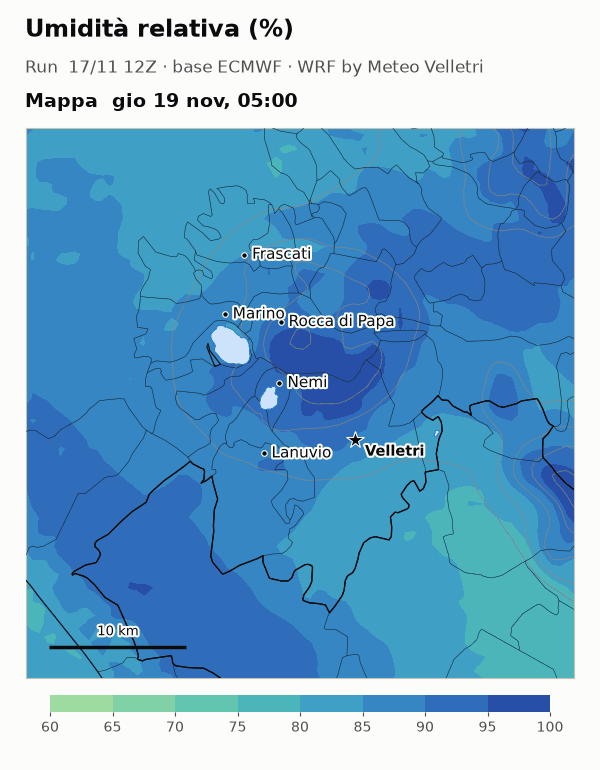 Umidità relativa (%)
Run  17/11 12Z · base ECMWF · WRF by Meteo Velletri
Mappa  gio 19 nov, 05:00
Frascati
Marino
Rocca di Papa
Nemi
Velletri
Lanuvio
10 km
60 65 70 75 80 85 90 95 100